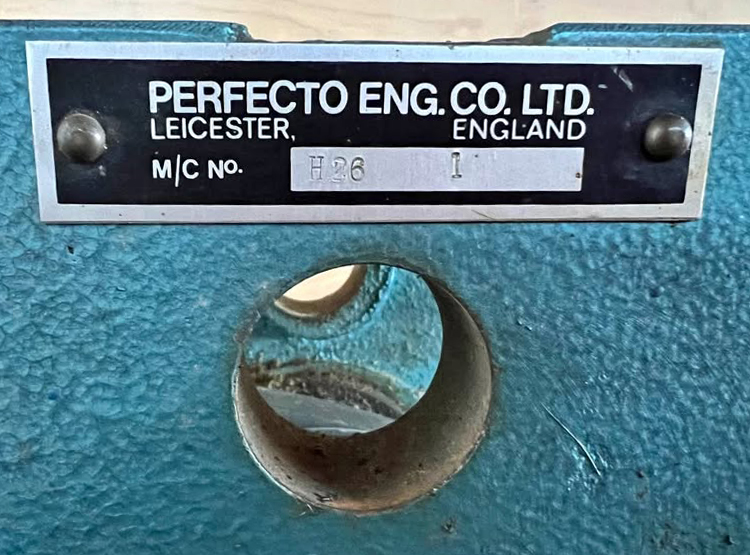 PERFECTO ENG. CO. LTD.
LEICESTER, ENGLAND
M/C No. H26 I